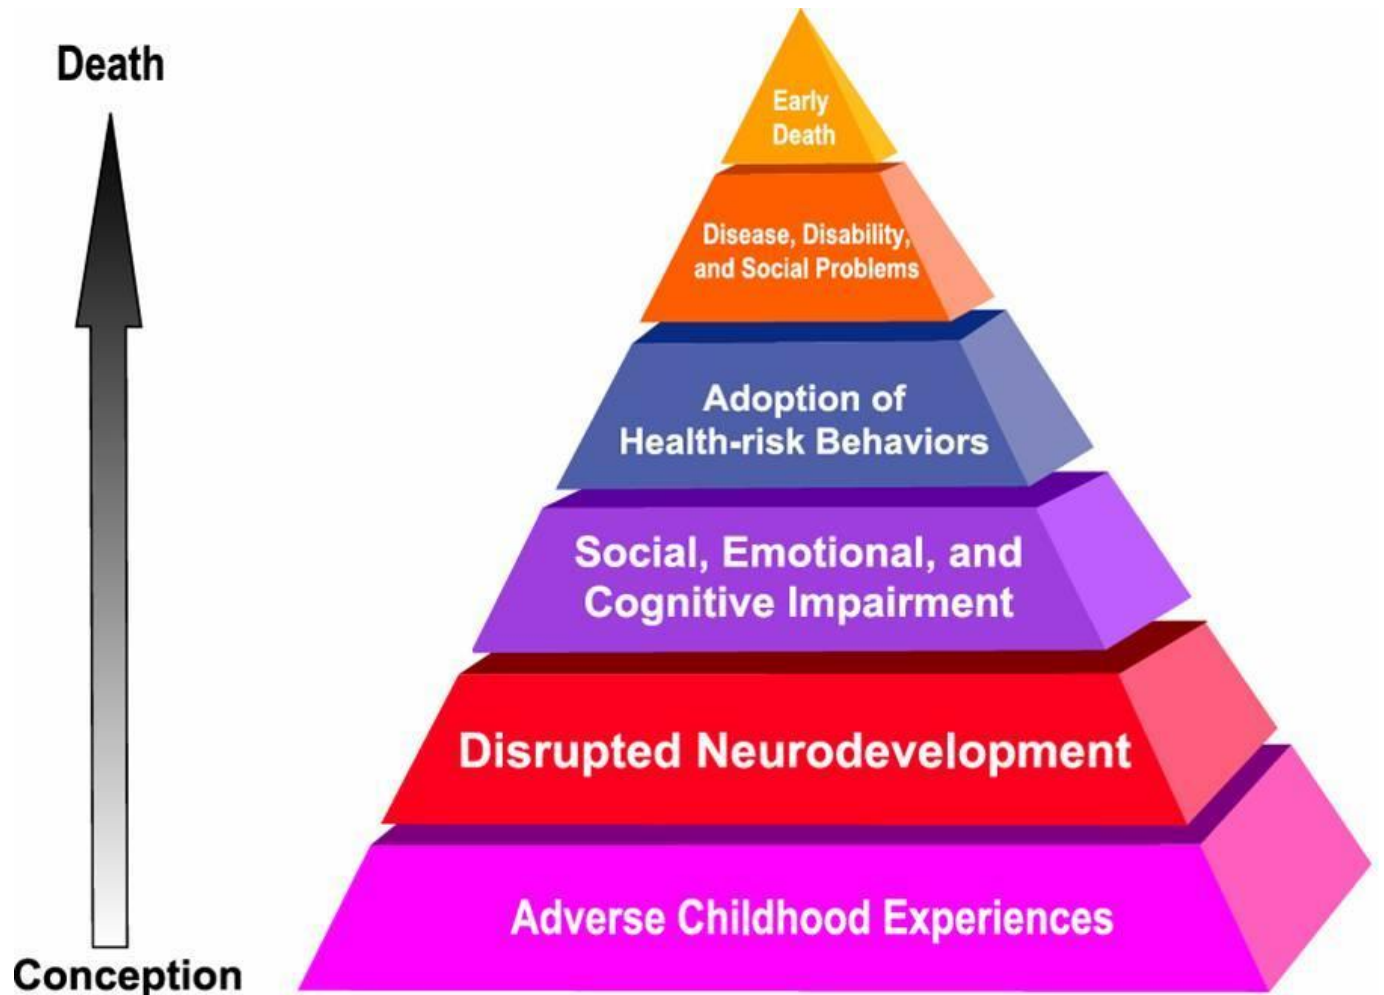 Death
Early
Death
Disease, Disability,
and Social Problems
Adoption of
Health-risk Behaviors
Social, Emotional, and
Cognitive Impairment
Disrupted Neurodevelopment
Adverse Childhood Experiences
Conception